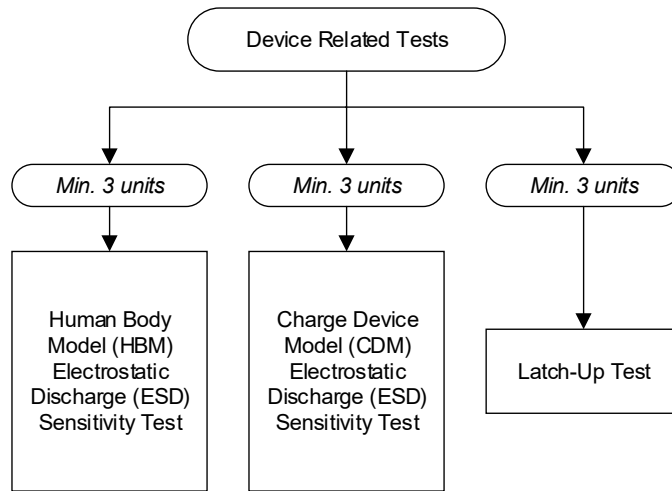 Device Related Tests
Min. 3 units
Min. 3 units
Min. 3 units
Human Body
Model (HBM)
Electrostatic
Discharge (ESD)
Sensitivity Test
Charge Device
Model (CDM)
Electrostatic
Discharge (ESD)
Sensitivity Test
Latch-Up Test